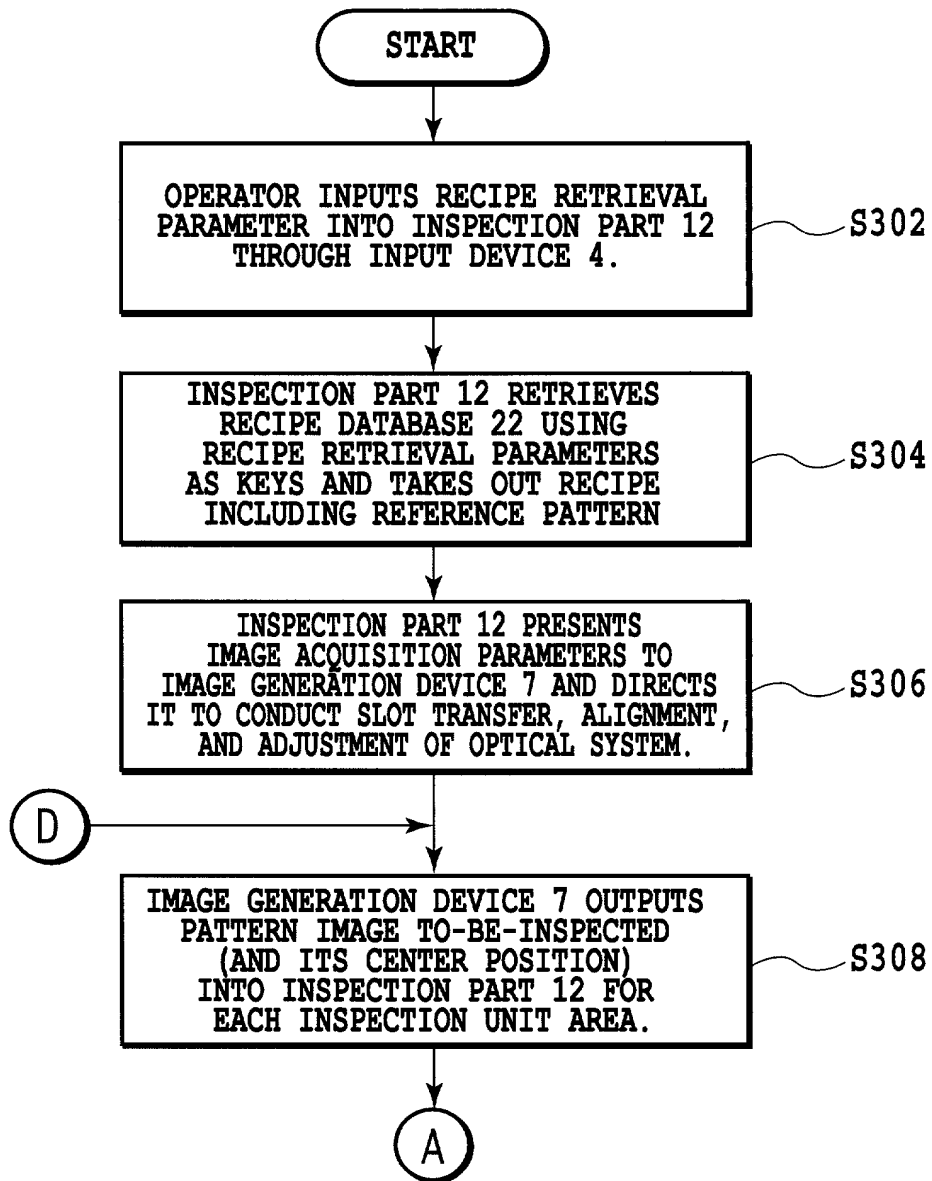 START
OPERATOR INPUTS RECIPE RETRIEVAL
PARAMETER INTO INSPECTION PART 12
THROUGH INPUT DEVICE 4.
S302
INSPECTION PART 12 RETRIEVES
RECIPE DATABASE 22 USING
RECIPE RETRIEVAL PARAMETERS
AS KEYS AND TAKES OUT RECIPE
INCLUDING REFERENCE PATTERN
S304
INSPECTION PART 12 PRESENTS
IMAGE ACQUISITION PARAMETERS TO
IMAGE GENERATION DEVICE 7 AND DIRECTS
IT TO CONDUCT SLOT TRANSFER, ALIGNMENT,
AND ADJUSTMENT OF OPTICAL SYSTEM.
S306
D
IMAGE GENERATION DEVICE 7 OUTPUTS
PATTERN IMAGE TO-BE-INSPECTED
(AND ITS CENTER POSITION)
INTO INSPECTION PART 12 FOR
EACH INSPECTION UNIT AREA.
S308
A